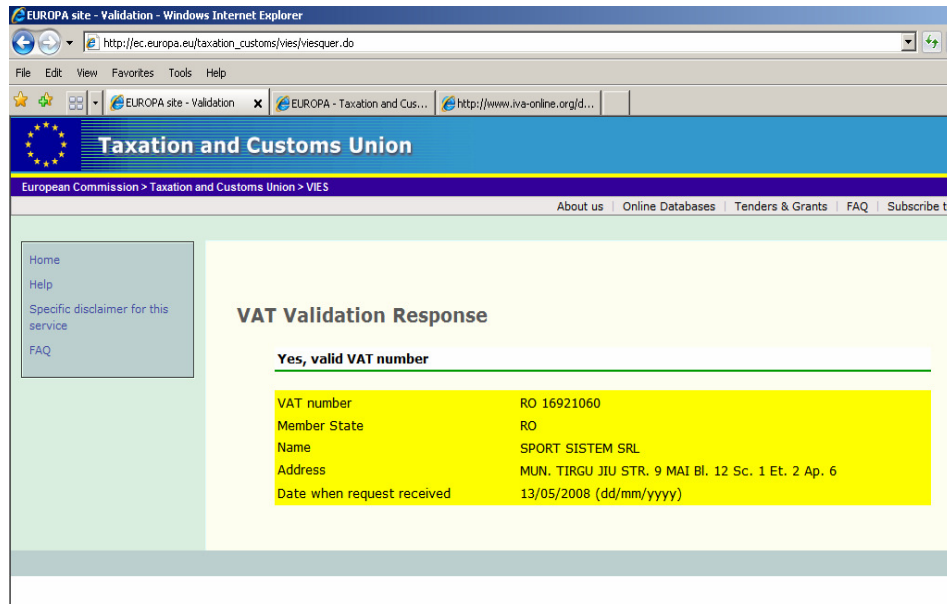 EUROPA site - Validation - Windows Internet Explorer
http://ec.europa.eu/taxation_customs/vies/viesquer.do
File Edit View Favorites Tools Help
EUROPA site - Validation EUROPA - Taxation and Cus... http://www.iva-online.org/d...
Taxation and Customs Union
European Commission > Taxation and Customs Union > VIES
About us | Online Databases | Tenders & Grants | FAQ | Subscribe t
Home
Help
Specific disclaimer for this
service
FAQ
VAT Validation Response
Yes, valid VAT number
VAT number RO 16921060
Member State RO
Name SPORT SISTEM SRL
Address MUN. TIRGU JIU STR. 9 MAI Bl. 12 Sc. 1 Et. 2 Ap. 6
Date when request received 13/05/2008 (dd/mm/yyyy)